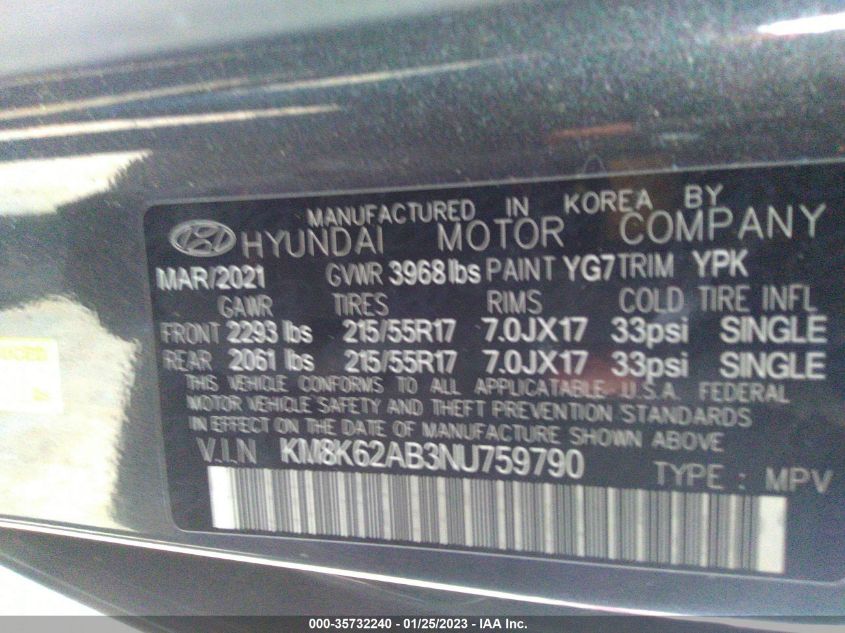 MANUFACTURED IN KOREA BY
HYUNDAI MOTOR COMPANY
MAR/2021 GVWR 3968 lbs PAINT YG7 TRIM YPK
GAWR TIRES RIMS COLD TIRE INFL
FRONT 2293 lbs 215/55R17 7.0JX17 33psi SINGLE
REAR 2061 lbs 215/55R17 7.0JX17 33psi SINGLE
THIS VEHICLE CONFORMS TO ALL APPLICATABLE U.S.A. FEDERAL
MOTOR VEHICLE SAFETY AND THEFT PREVENTION STANDARDS
IN EFFECT ON THE DATE OF MANUFACTURE SHOWN ABOVE
V.I.N KM8K62AB3NU759790
TYPE : MPV
000-35732240 - 01/25/2023 - IAA Inc.